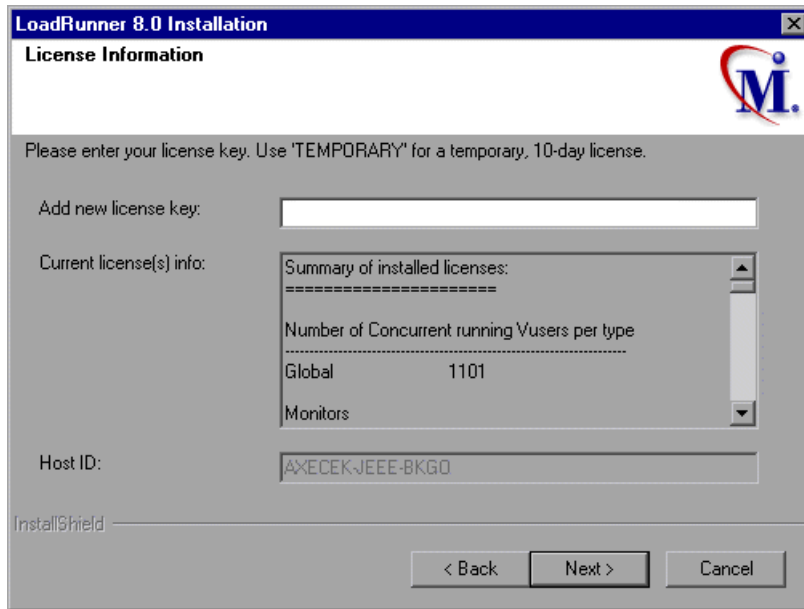 LoadRunner 8.0 Installation
License Information
M.
Please enter your license key. Use 'TEMPORARY' for a temporary, 10-day license.
Add new license key:
Current license(s) info:
Summary of installed licenses:
======================
Number of Concurrent running Vusers per type
--------------------------------------------------------------------
Global 1101
Monitors
Host ID:
AXECEK-JEEE-BKGO
InstallShield
< Back
Next >
Cancel